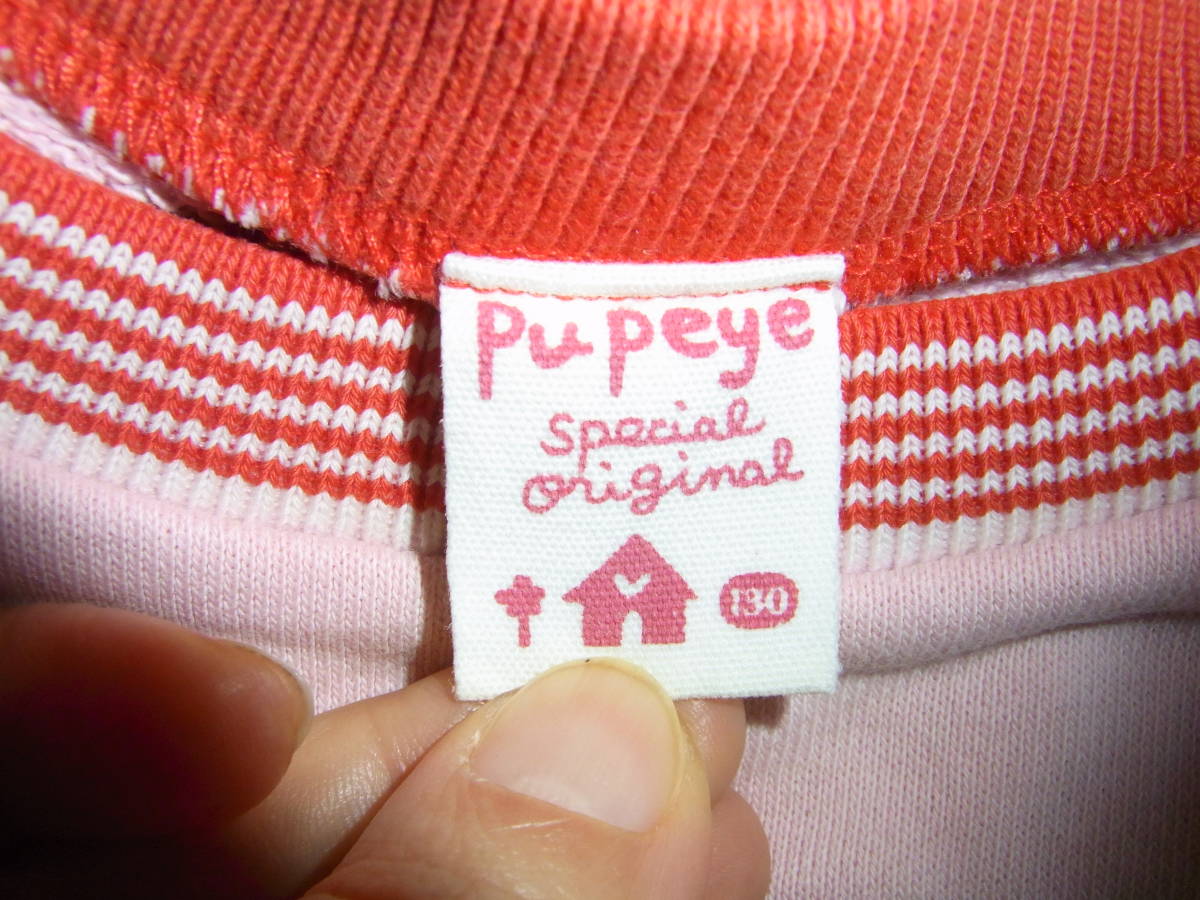 pupeye
special
original
130